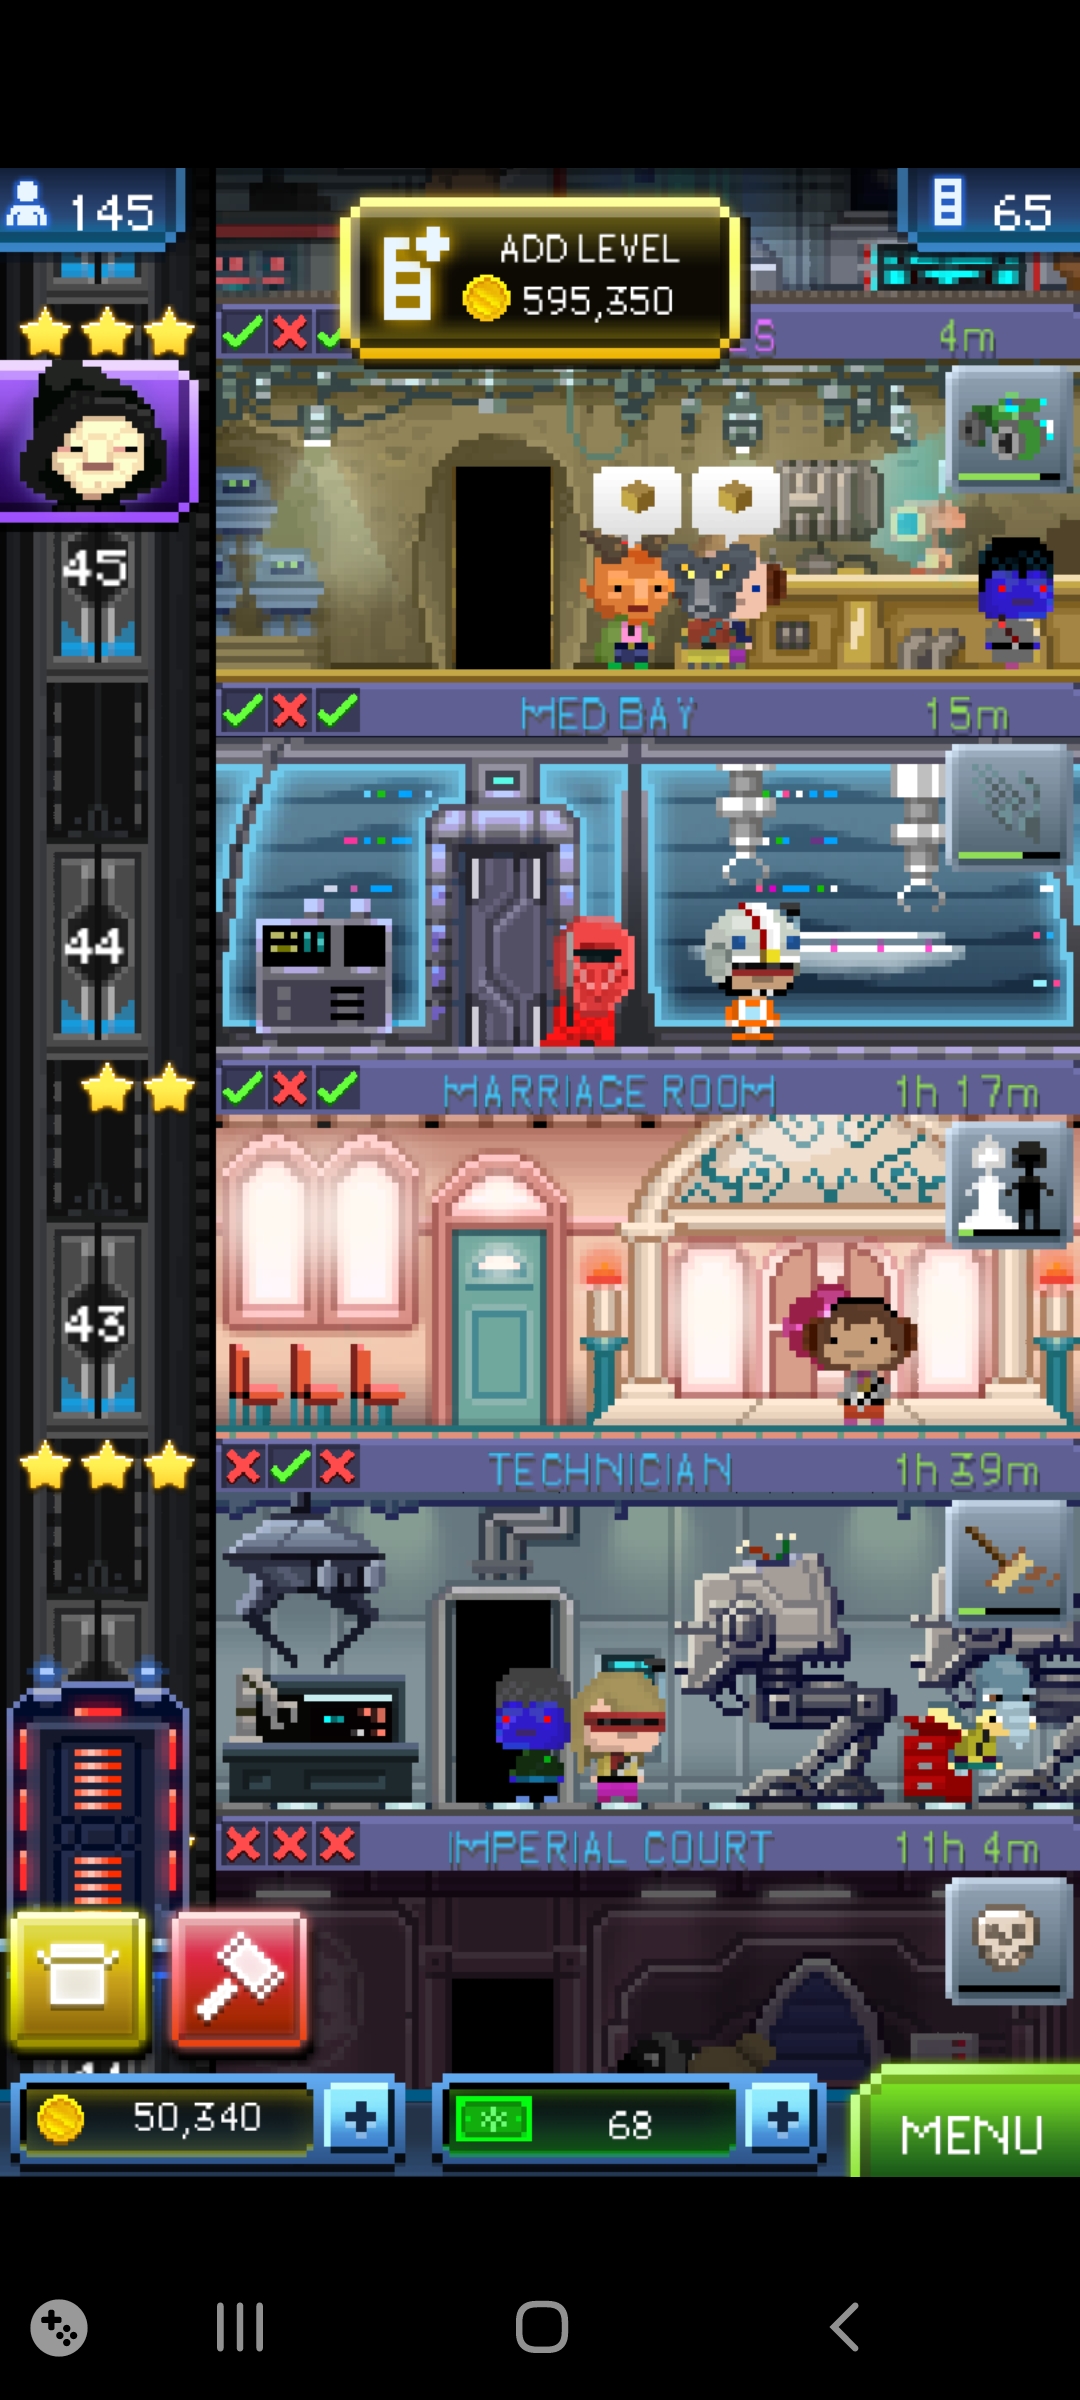 145
65
ADD LEVEL
595,350
S 4m
45
MED BAY 15m
44
MARRIAGE ROOM 1h 17m
43
TECHNICIAN 1h 39m
IMPERIAL COURT 11h 4m
50,340
68
MENU